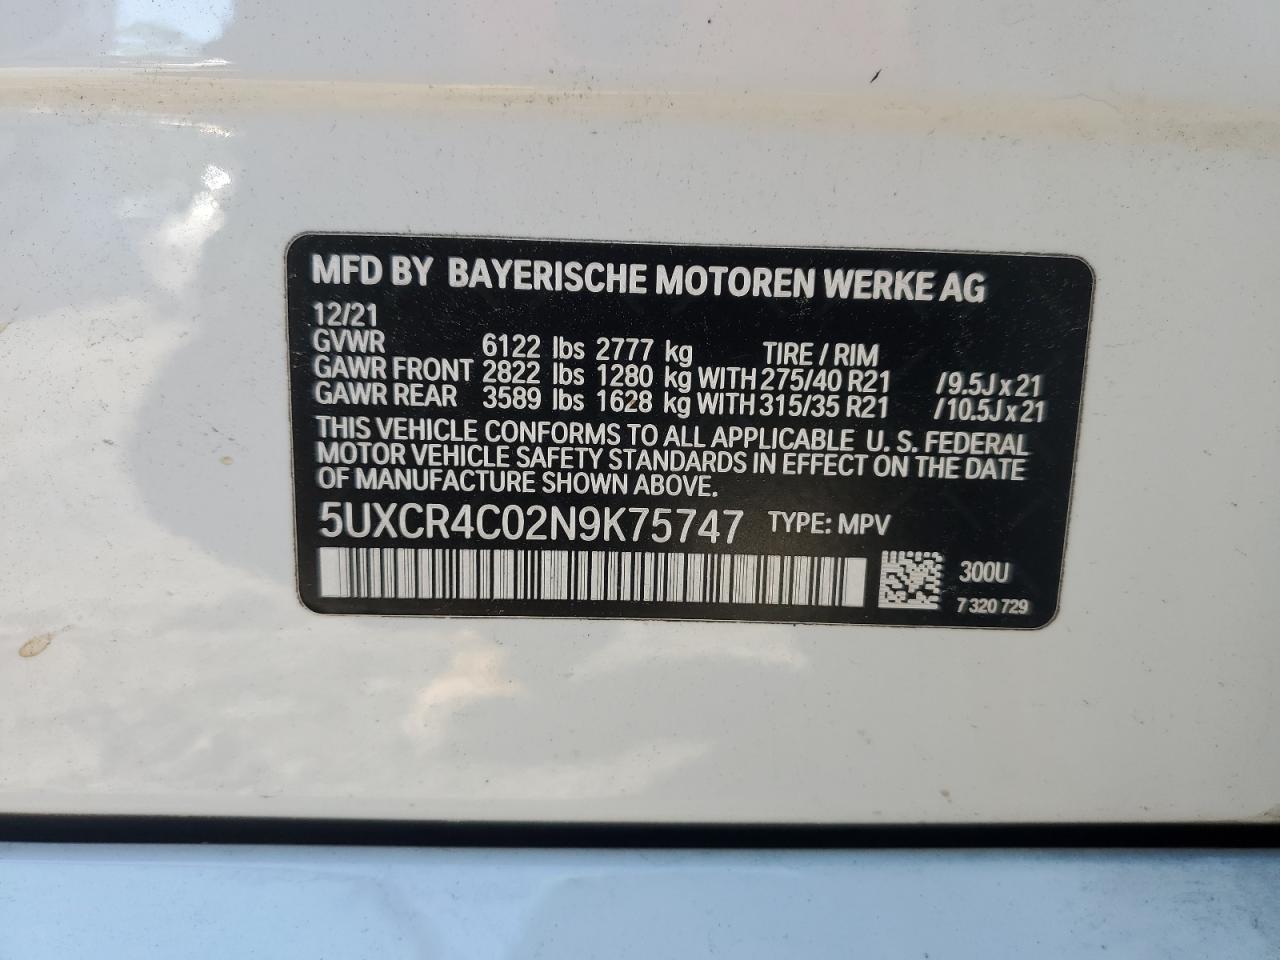 MFD BY BAYERISCHE MOTOREN WERKE AG
12/21
GVWR 6122 lbs 2777 kg TIRE / RIM
GAWR FRONT 2822 lbs 1280 kg WITH 275/40 R21 /9.5J x 21
GAWR REAR 3589 lbs 1628 kg WITH 315/35 R21 /10.5J x 21
THIS VEHICLE CONFORMS TO ALL APPLICABLE U. S. FEDERAL
MOTOR VEHICLE SAFETY STANDARDS IN EFFECT ON THE DATE
OF MANUFACTURE SHOWN ABOVE.
5UXCR4C02N9K75747 TYPE: MPV
300U
7 320 729